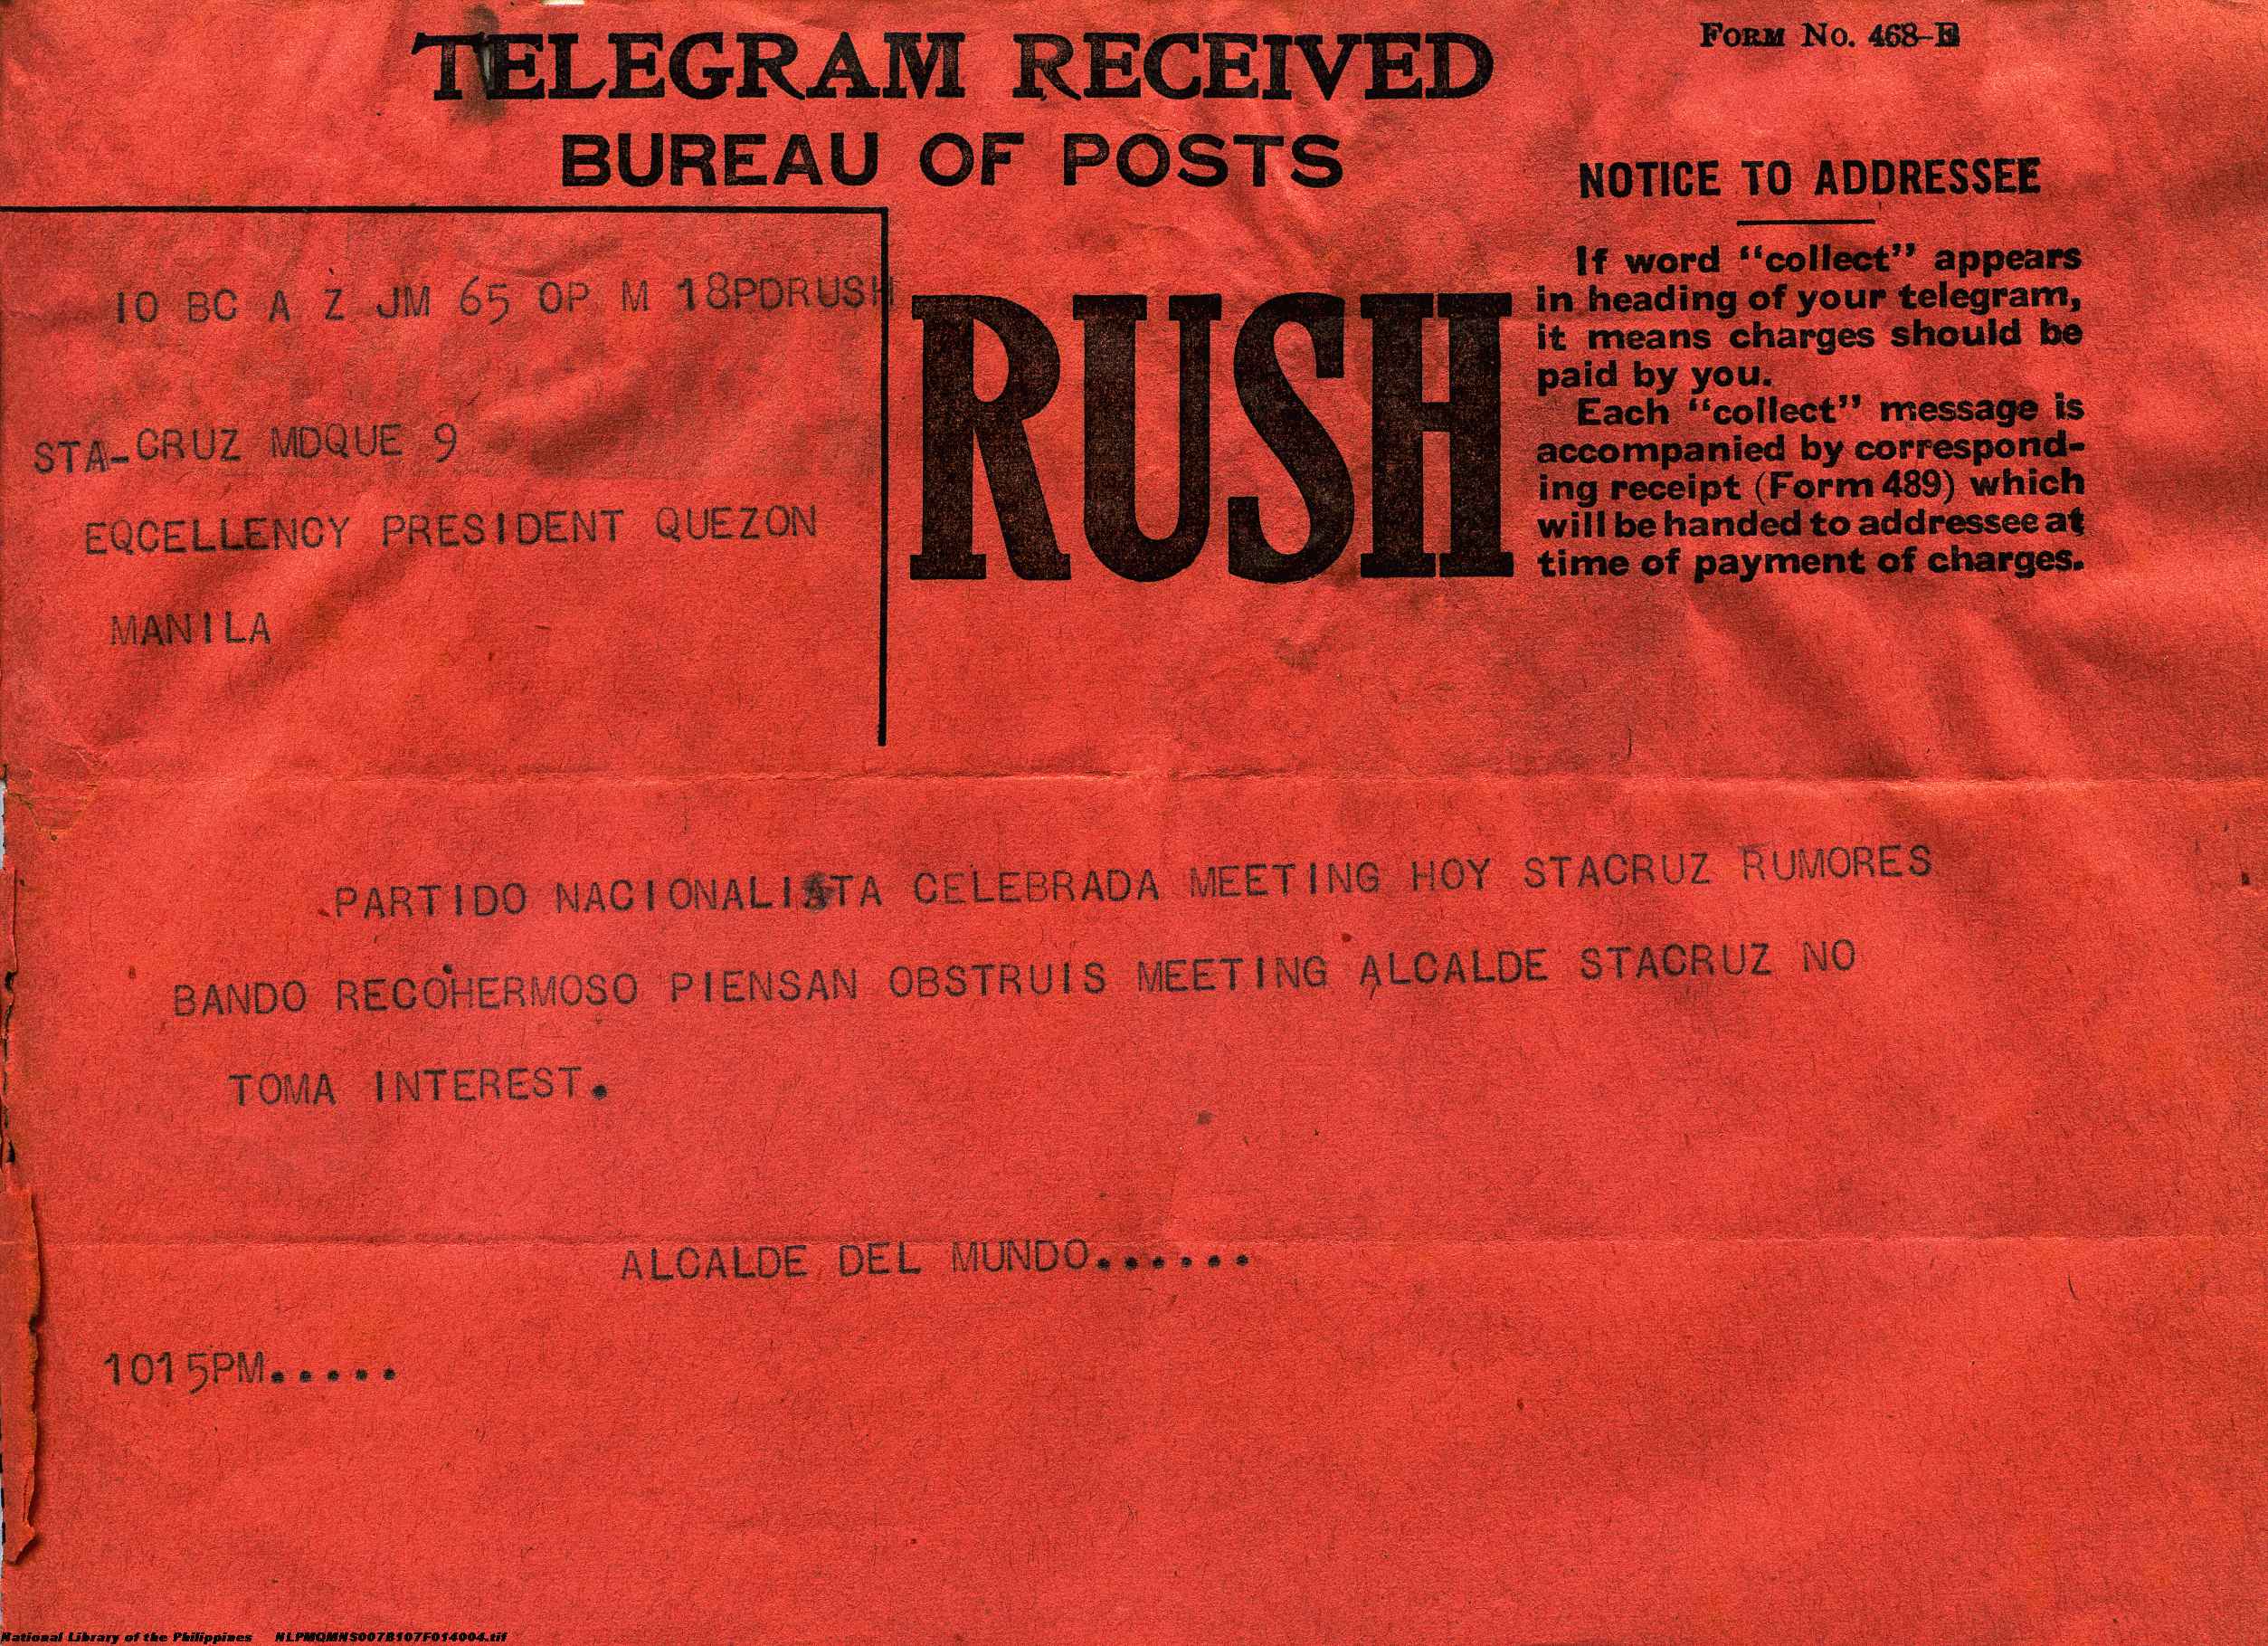 FORM No. 468-E
TELEGRAM RECEIVED
BUREAU OF POSTS
NOTICE TO ADDRESSEE
If word "collect" appears
in heading of your telegram,
it means charges should be
paid by you.
Each "collect" message is
accompanied by correspond-
ing receipt (Form 489) which
will be handed to addressee at
time of payment of charges.
RUSH
10 BC A Z JM 65 OP M 18PDRUSH
STA-CRUZ MDQUE 9
EQCELLENCY PRESIDENT QUEZON
MANILA
PARTIDO NACIONALISTA CELEBRADA MEETING HOY STACRUZ RUMORES
BANDO RECOHERMOSO PIENSAN OBSTRUIS MEETING ALCALDE STACRUZ NO
TOMA INTEREST.
ALCALDE DEL MUNDO......
1015PM.....
National Library of the Philippines NLPMQMNS007B107F014004.tif